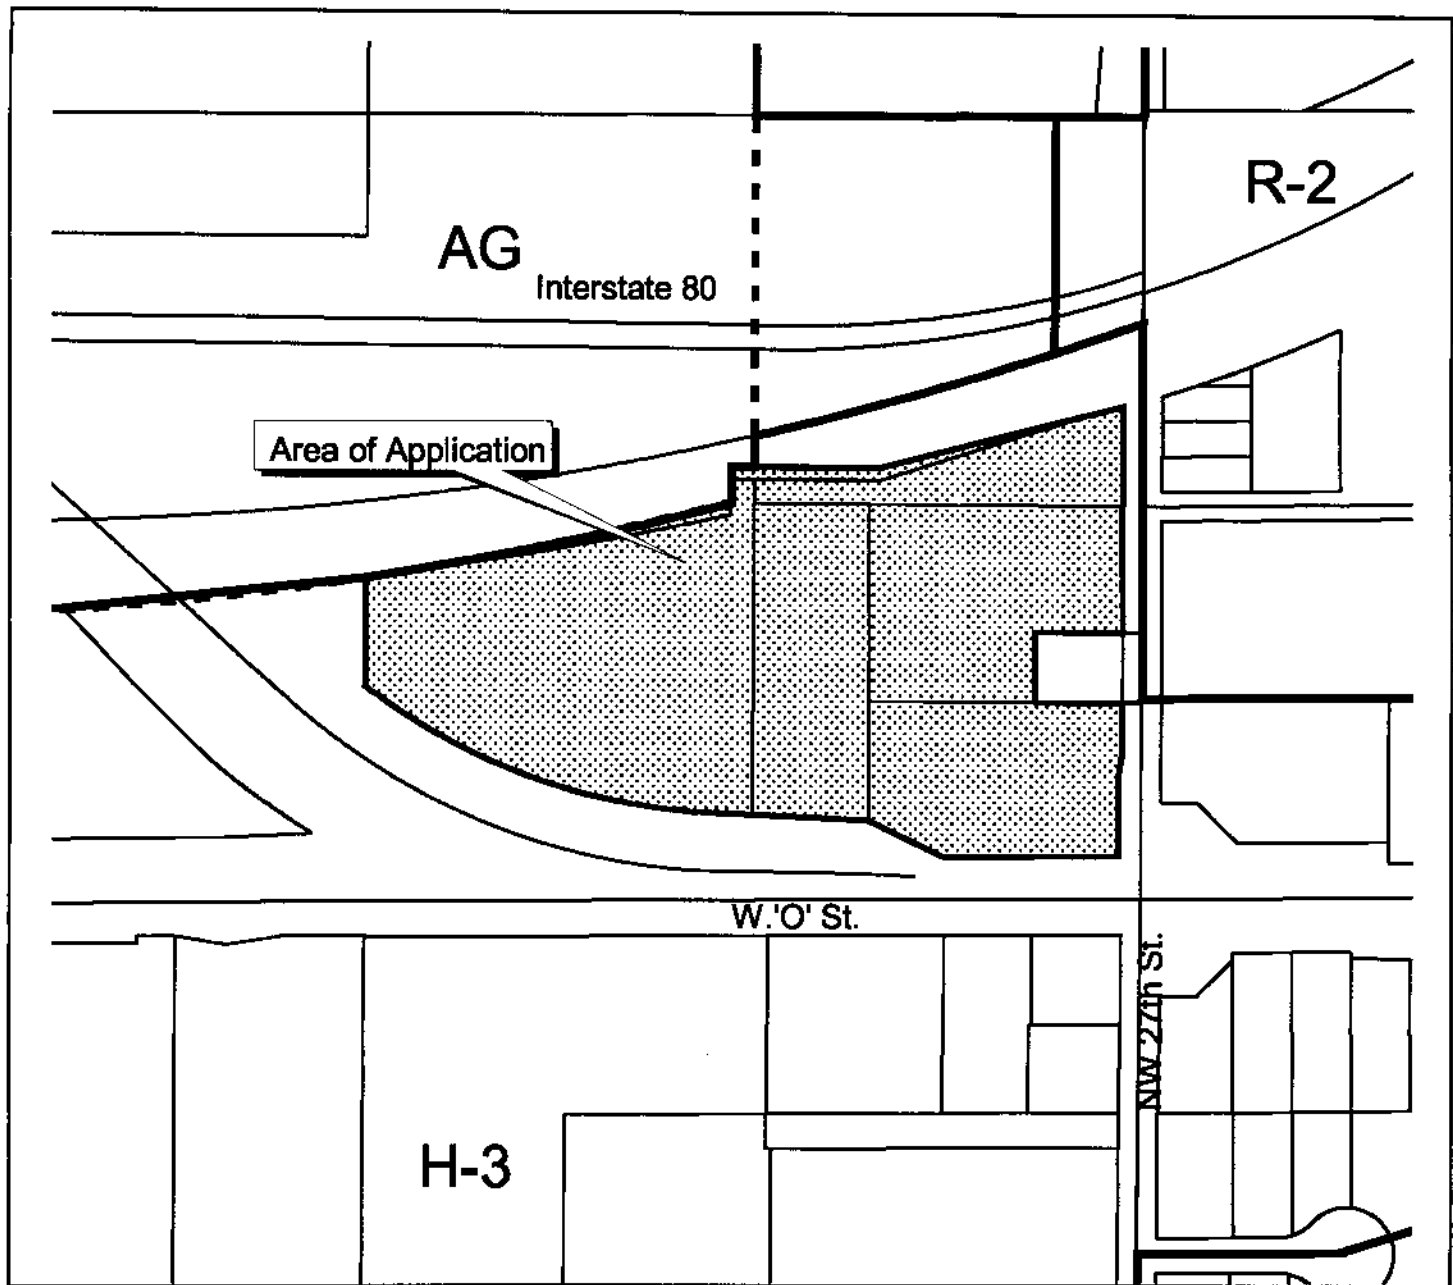 R-2
AG
Interstate 80
Area of Application
W. 'O' St.
NW 27th St.
H-3